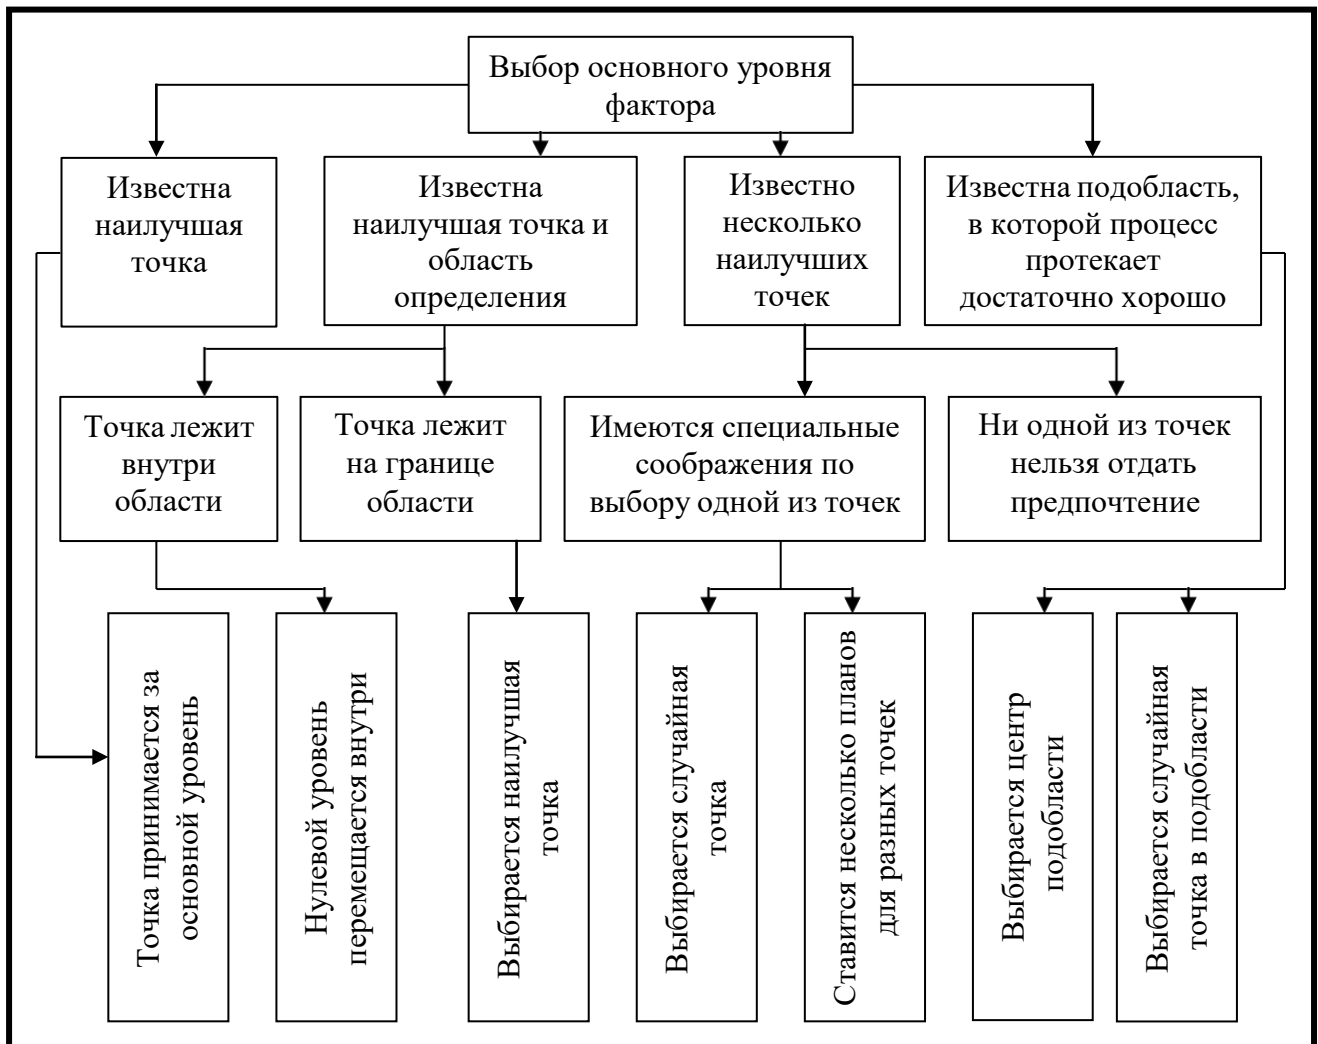 Выбор основного уровня
фактора
Известна
наилучшая
точка
Известна
наилучшая точка и
область
определения
Известно
несколько
наилучших
точек
Известна подобласть,
в которой процесс
протекает
достаточно хорошо
Точка лежит
внутри
области
Точка лежит
на границе
области
Имеются специальные
соображения по
выбору одной из точек
Ни одной из точек
нельзя отдать
предпочтение
Точка принимается за
основной уровень
Нулевой уровень
перемещается внутри
Выбирается наилучшая
точка
Выбирается случайная
точка
Ставится несколько планов
для разных точек
Выбирается центр
подобласти
Выбирается случайная
точка в подобласти